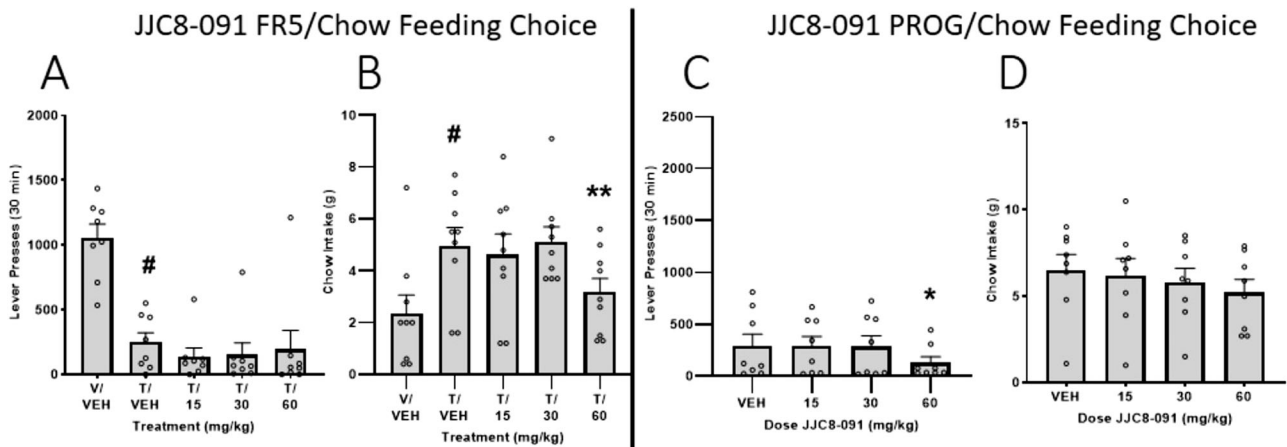 JJC8-091 FR5/Chow Feeding Choice
A
Lever Presses (30 min)
2000
1500
1000
500
0
#
V/ T/ T/ T/ T/
VEH VEH 15 30 60
Treatment (mg/kg)
B
Chow Intake (g)
10
8
6
4
2
0
#
**
V/ T/ T/ T/ T/
VEH VEH 15 30 60
Treatment (mg/kg)
JJC8-091 PROG/Chow Feeding Choice
C
Lever Presses (30 min)
2500
2000
1500
1000
500
0
*
VEH 15 30 60
Dose JJC8-091 (mg/kg)
D
Chow Intake (g)
15
10
5
0
VEH 15 30 60
Dose JJC8-091 (mg/kg)